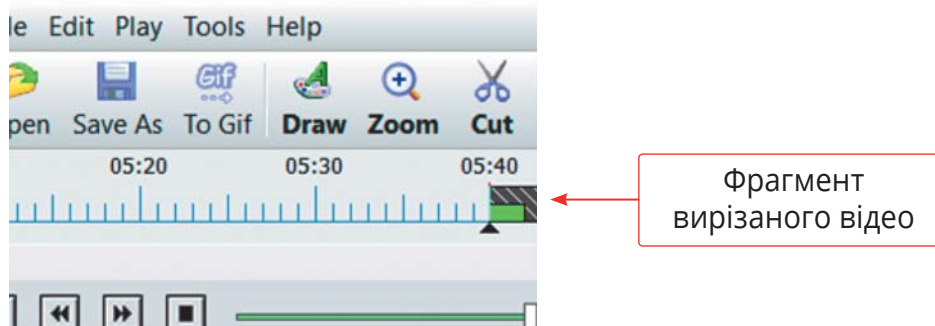 le Edit Play Tools Help
Gif
pen Save As To Gif Draw Zoom Cut
05:20 05:30 05:40
Фрагмент
вирізаного відео